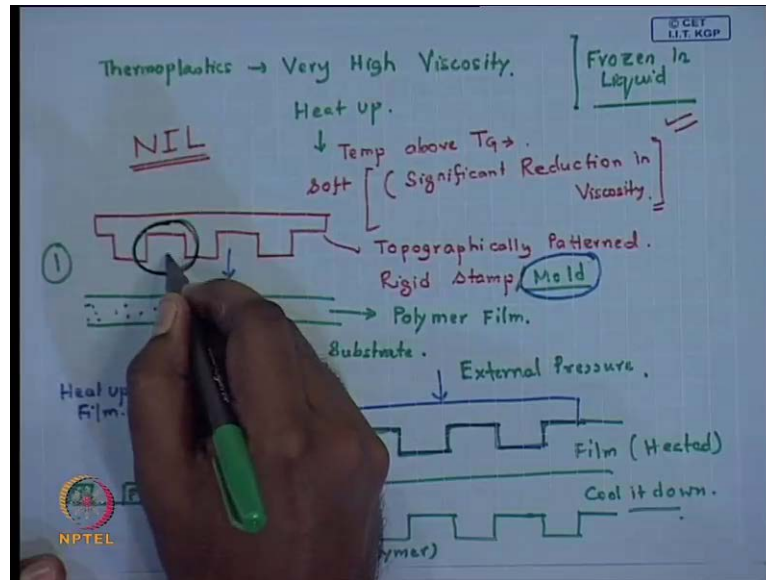 © CET
I.I.T. KGP
Thermoplastics → Very High Viscosity.
Frozen In
Liquid
Heat up.
NIL
↓ Temp above TG →
Soft [ ( Significant Reduction in
Viscosity. ]
1
Topographically Patterned.
Rigid Stamp/Mold
→ Polymer Film.
Substrate.
External Pressure.
Heat up
Film.
Film (Heated)
Cool it down.
NPTEL